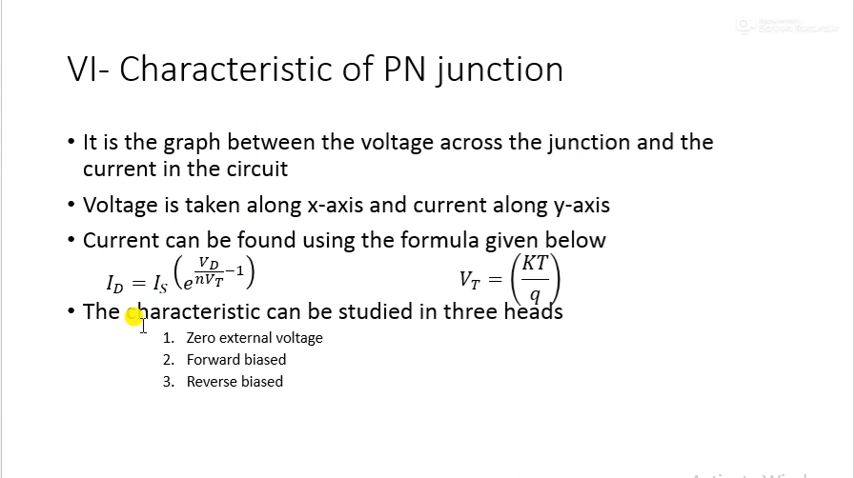 VI- Characteristic of PN junction
• It is the graph between the voltage across the junction and the
current in the circuit
• Voltage is taken along x-axis and current along y-axis
• Current can be found using the formula given below
I_D = I_S (e^{V_D/nV_T −1}) V_T = (KT/q)
• The characteristic can be studied in three heads
1. Zero external voltage
2. Forward biased
3. Reverse biased